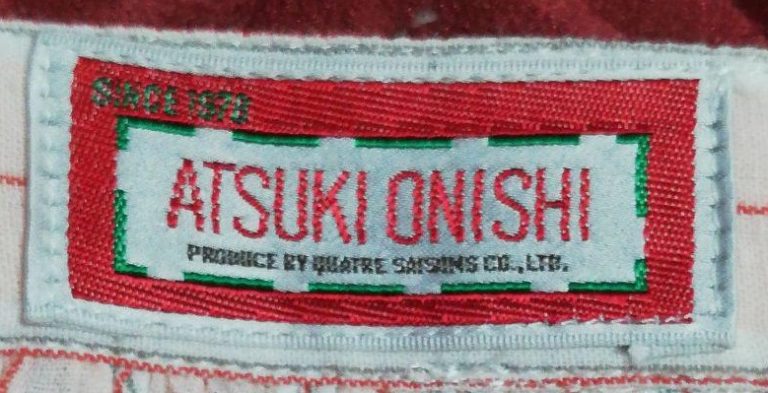 SINCE 1978
ATSUKI ONISHI
PRODUCE BY QUATRE SAISONS CO., LTD.